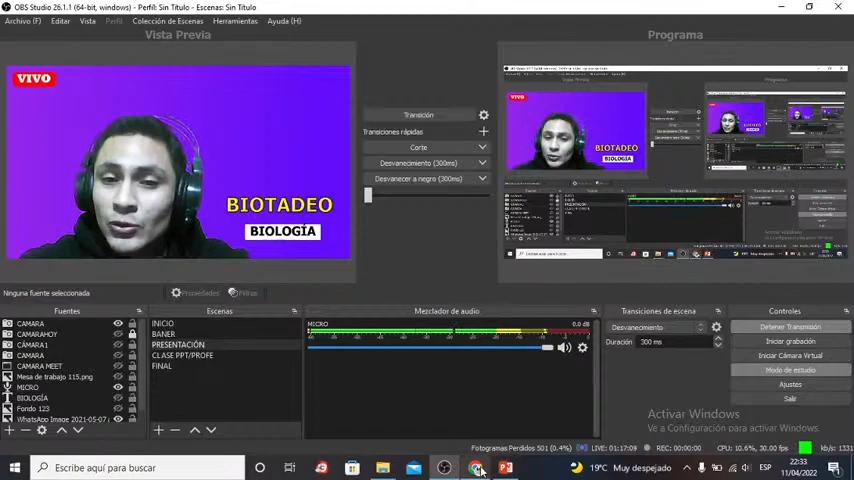 OBS Studio 26.1.1 (64-bit, windows) - Perfil: Sin Título - Escenas: Sin Título
Archivo (F) Editar Vista Perfil Colección de Escenas Herramientas Ayuda (H)
Vista Previa
Programa
VIVO
BIOTADEO
BIOLOGÍA
Transición
Transiciones rápidas
Corte
Desvanecimiento (300ms)
Desvanecer a negro (300ms)
VIVO
BIOTADEO
BIOLOGÍA
Ninguna fuente seleccionada
Propiedades
Filtros
Fuentes
CAMARA
CAMARAHOY
CÁMARA1
CÁMARA
CAMARA MEET
Mesa de trabajo 115.png
MICRO
BIOLOGÍA
Fondo 123
WhatsApp Image 2021-05-07
Escenas
INICIO
BANER
PRESENTACIÓN
CLASE PPT/PROFE
FINAL
Mezclador de audio
MICRO
0.0 dB
Transiciones de escena
Desvanecimiento
Duración 300 ms
Controles
Detener Transmisión
Iniciar grabación
Iniciar Cámara Virtual
Modo de estudio
Ajustes
Salir
Activar Windows
Ve a Configuración para activar Windows.
Fotogramas Perdidos 501 (0.4%)
LIVE: 01:17:09
REC: 00:00:00
CPU: 10.6%, 30.00 fps
kb/s: 1331
Escribe aquí para buscar
19°C Muy despejado
ESP
22:33
11/04/2022